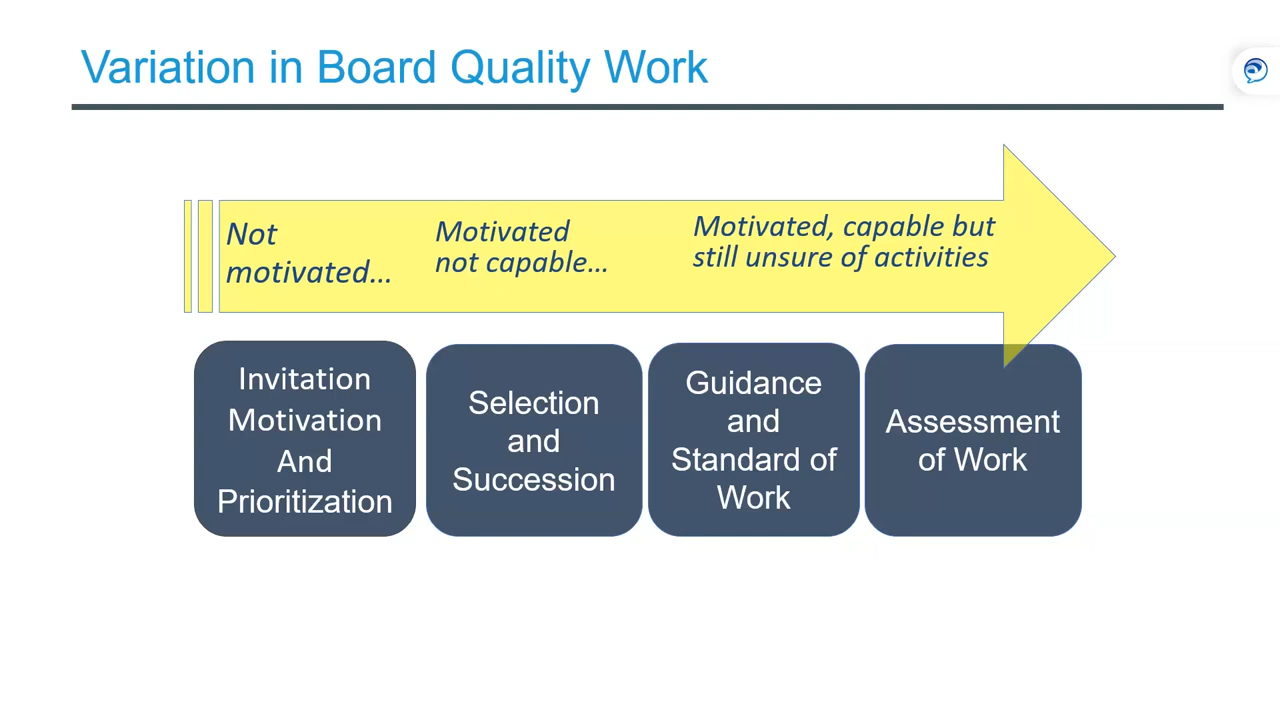 Variation in Board Quality Work
Not
motivated…
Motivated
not capable…
Motivated, capable but
still unsure of activities
Invitation
Motivation
And
Prioritization
Selection
and
Succession
Guidance
and
Standard of
Work
Assessment
of Work